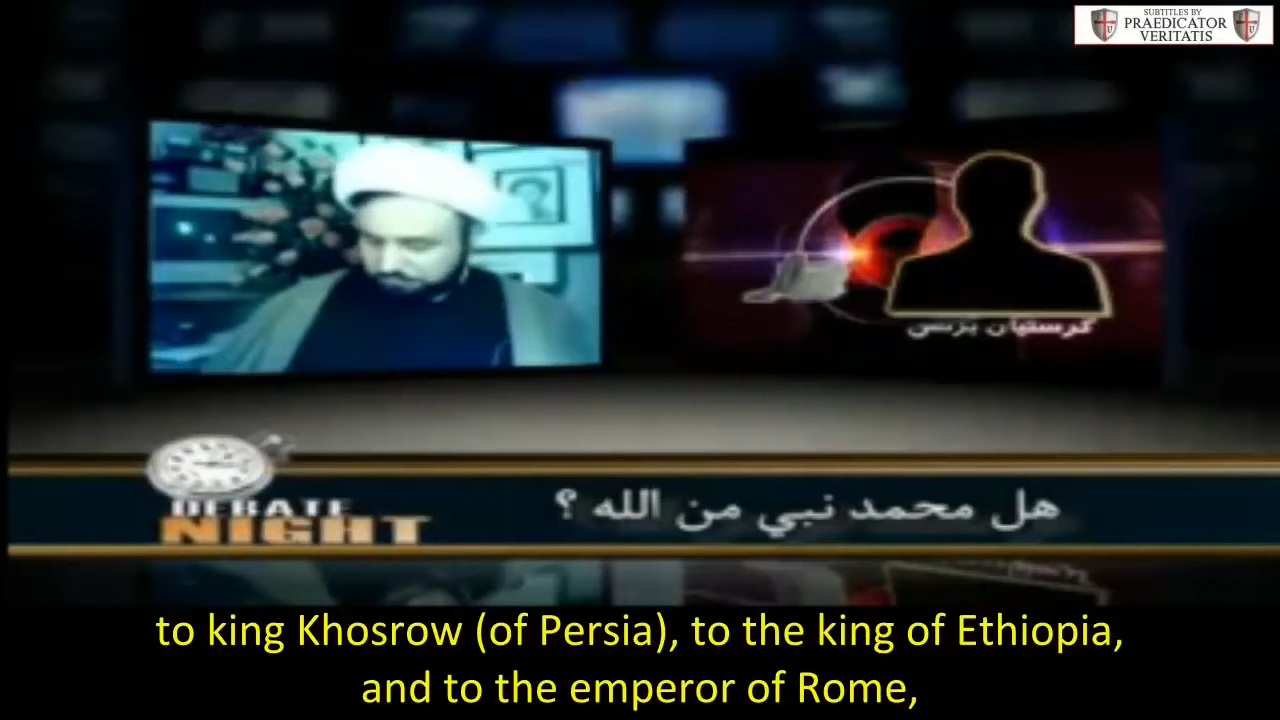 SUBTITLES BY
PRAEDICATOR
VERITATIS
كرستيان برنس
DEBATE
NIGHT
هل محمد نبي من الله ؟
to king Khosrow (of Persia), to the king of Ethiopia,
and to the emperor of Rome,